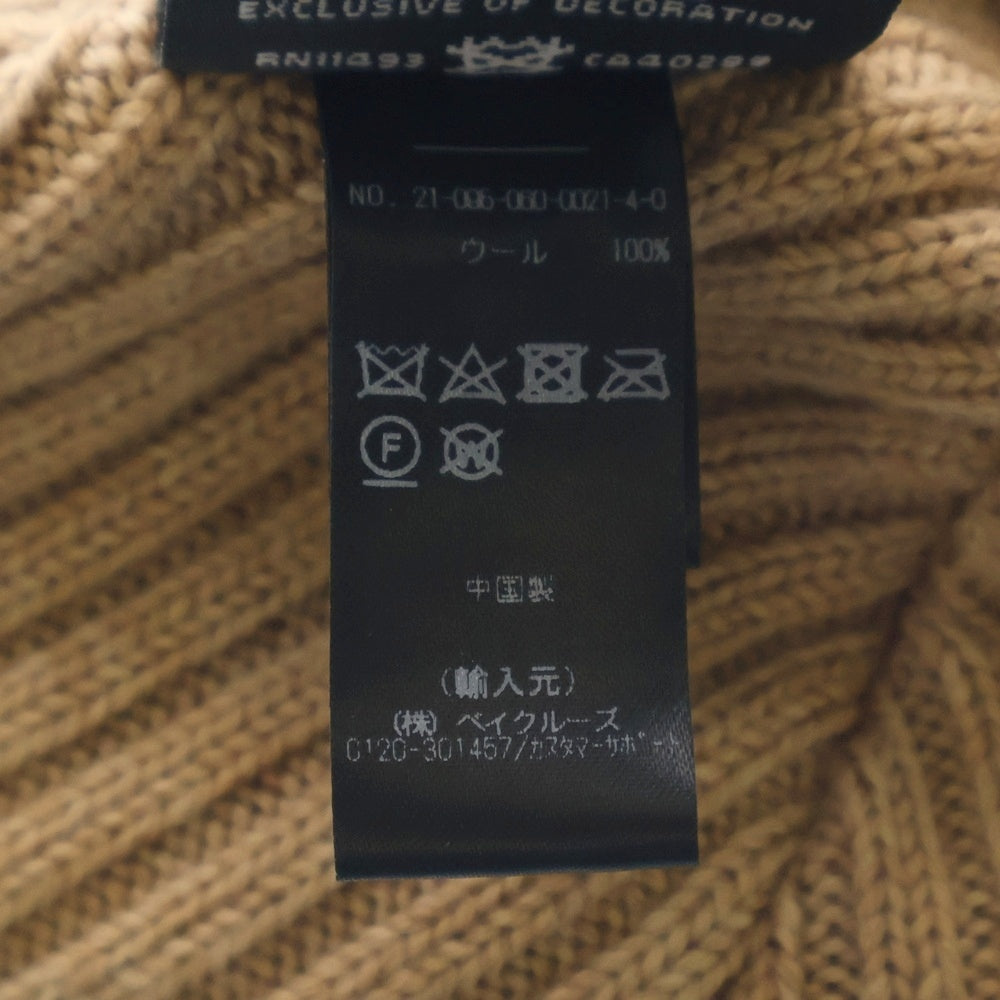 EXCLUSIVE OF DECORATION
RN11493 CA40299
NO. 21-086-060-0021-4-0
ウール 100%
F
W
中国製
(輸入元)
(株) ベイクルーズ
0120-301457/カスタマーサポート